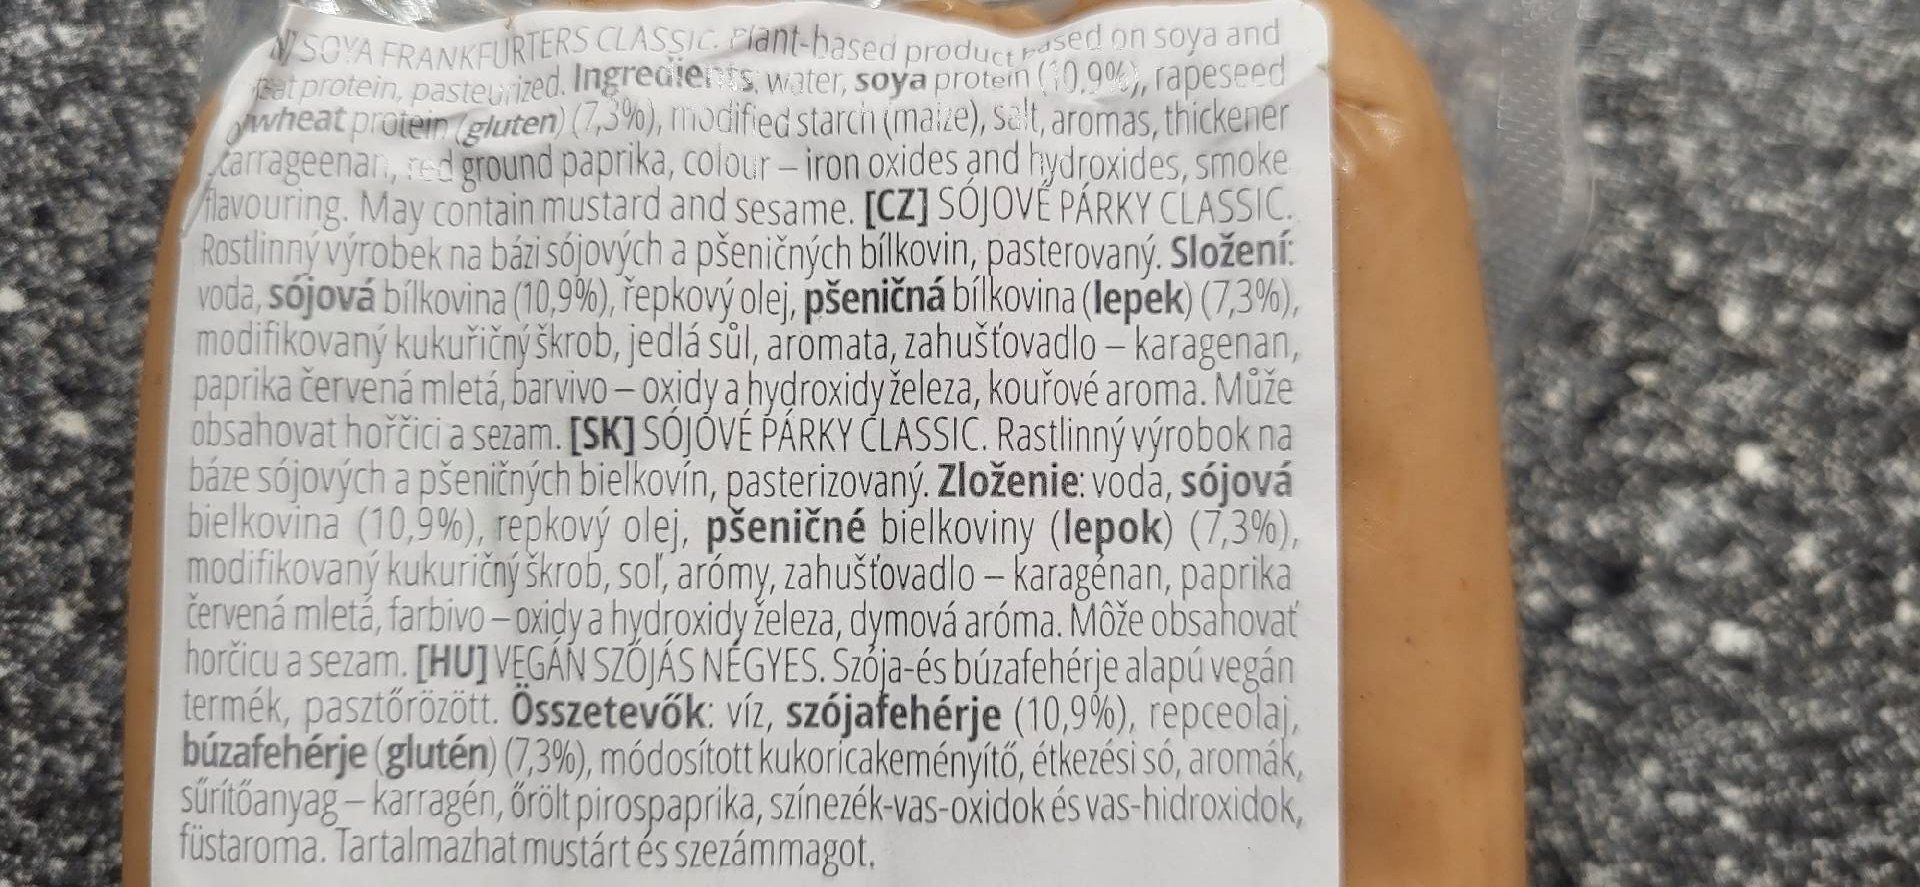 SOYA FRANKFURTERS CLASSIC. Plant-based product based on soya and
protein, pasteurized. Ingredients: water, soya protein (10,9%), rapeseed
wheat protein (gluten) (7,3%), modified starch (maize), salt, aromas, thickener
carrageenan, red ground paprika, colour – iron oxides and hydroxides, smoke
flavouring. May contain mustard and sesame. [CZ] SÓJOVÉ PÁRKY CLASSIC.
Rostlinný výrobek na bázi sójových a pšeničných bílkovin, pasterovaný. Složení:
voda, sójová bílkovina (10,9%), řepkový olej, pšeničná bílkovina (lepek) (7,3%),
modifikovaný kukuřičný škrob, jedlá sůl, aromata, zahušťovadlo – karagenan,
paprika červená mletá, barvivo – oxidy a hydroxidy železa, kouřové aroma. Může
obsahovat hořčici a sezam. [SK] SÓJOVÉ PÁRKY CLASSIC. Rastlinný výrobok na
báze sójových a pšeničných bielkovín, pasterizovaný. Zloženie: voda, sójová
bielkovina (10,9%), repkový olej, pšeničné bielkoviny (lepok) (7,3%),
modifikovaný kukuričný škrob, soľ, arómy, zahušťovadlo – karagénan, paprika
červená mletá, farbivo – oxidy a hydroxidy železa, dymová aróma. Môže obsahovať
horčicu a sezam. [HU] VEGÁN SZÓJÁS NÉGYES. Szója-és búzafehérje alapú vegán
termék, pasztőrözött. Összetevők: víz, szójafehérje (10,9%), repceolaj,
búzafehérje (glutén) (7,3%), módosított kukoricakeményítő, étkezési só, aromák,
sűrítőanyag – karragén, őrölt pirospaprika, színezék-vas-oxidok és vas-hidroxidok,
füstaroma. Tartalmazhat mustárt és szezámmagot.